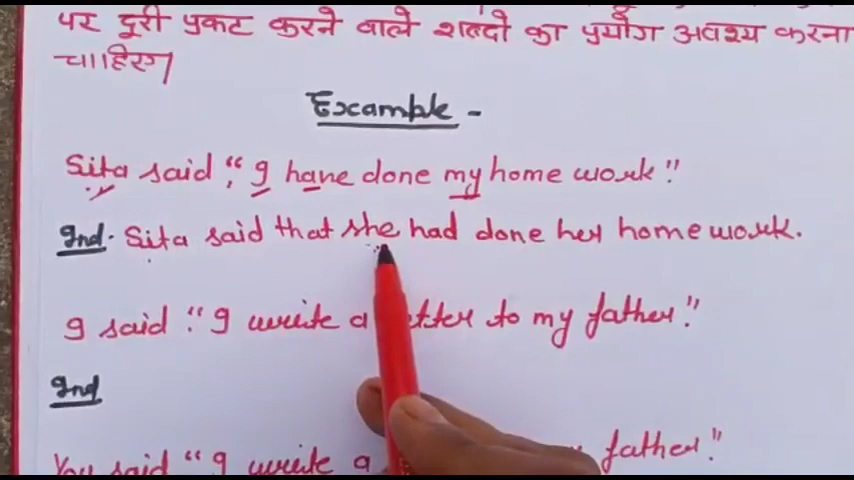 पर दूरी प्रकट करने वाले शब्दो का प्रयोग अवश्य करना
चाहिए।
Example -
Sita said "I have done my home work"
Ind. Sita said that she had done her home work.
I said "I write a letter to my father."
Ind
You said "I write a father."